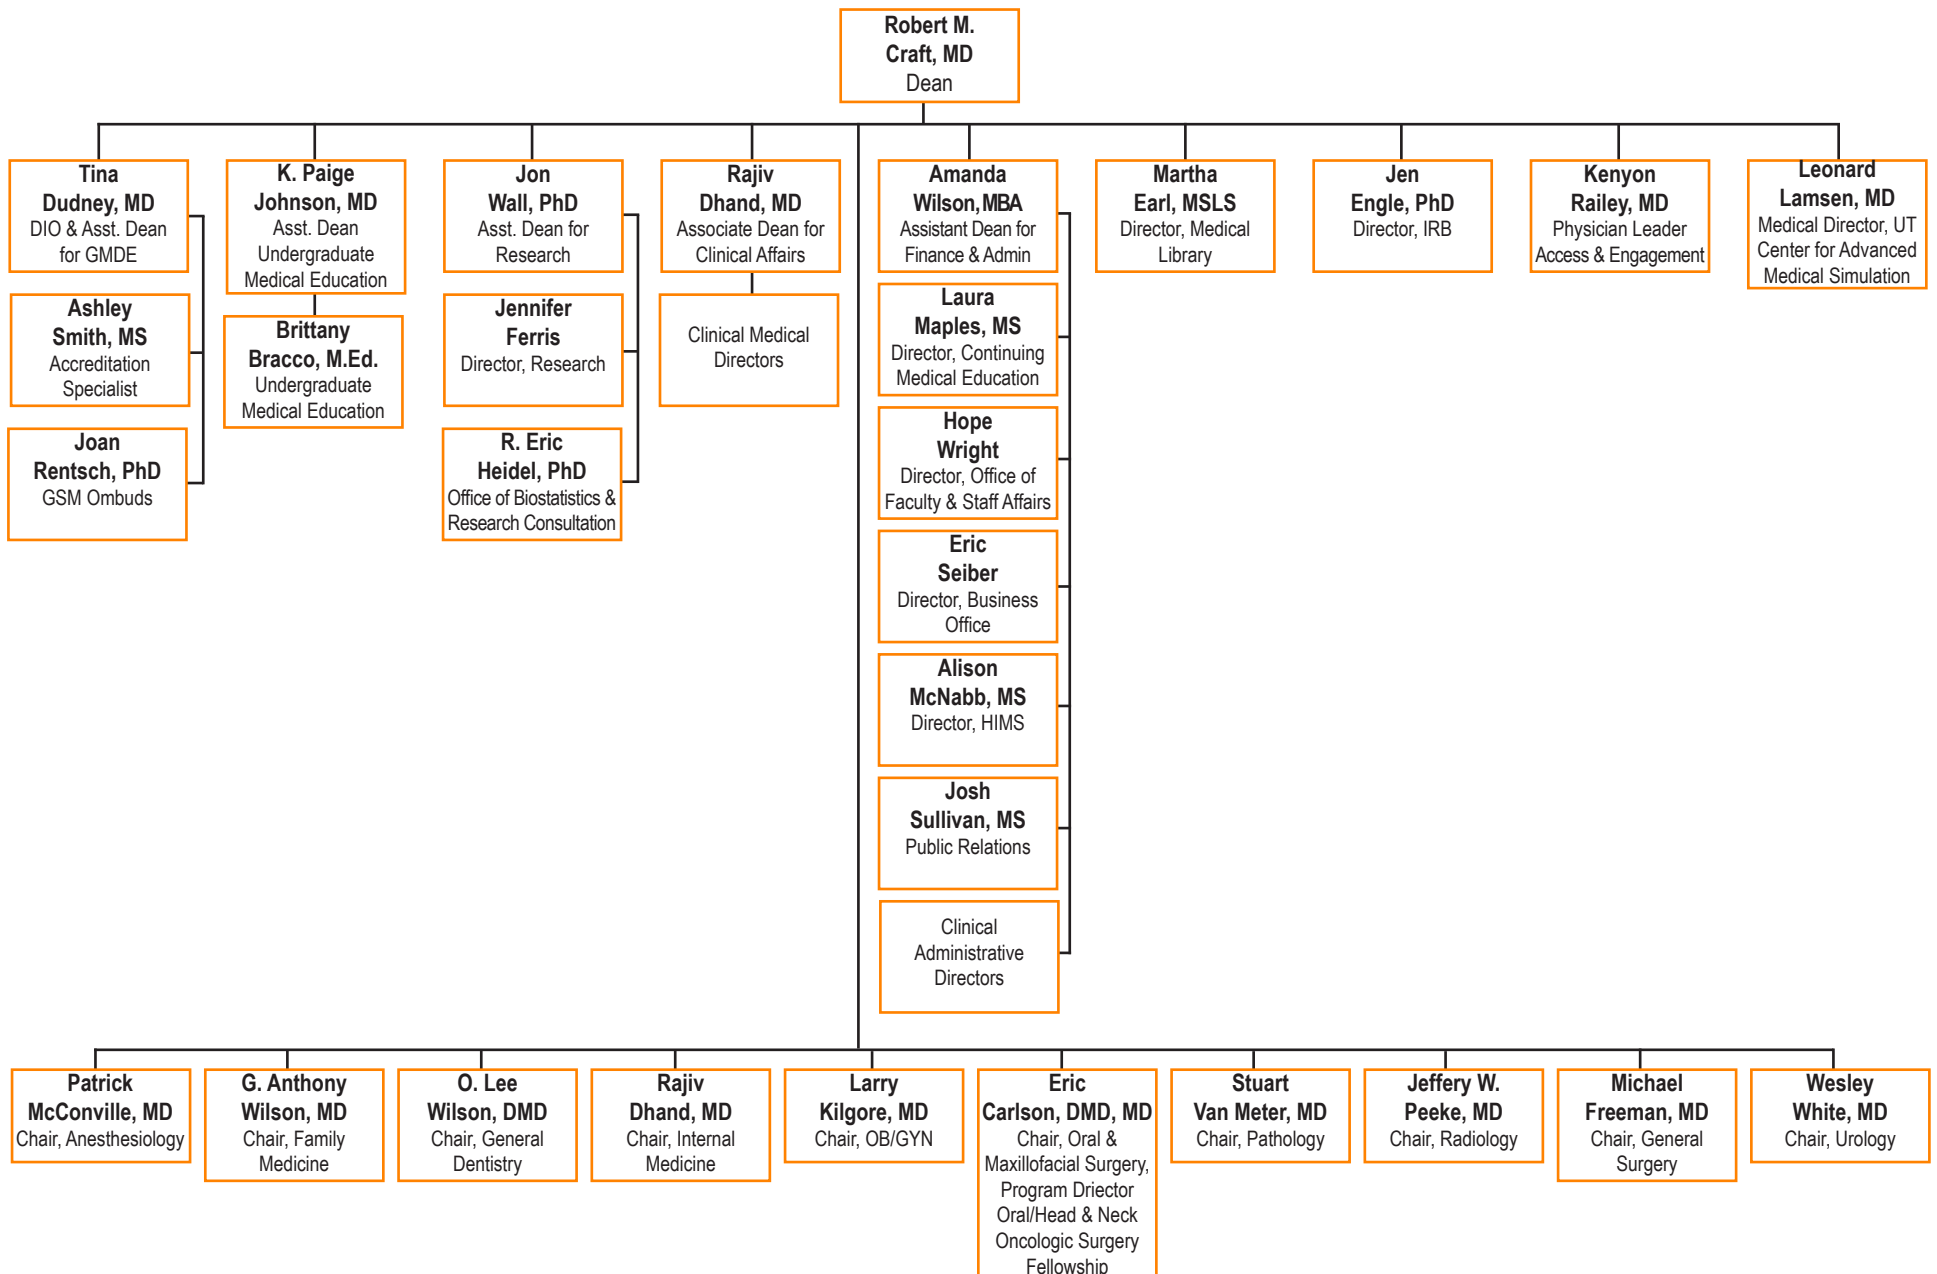 Robert M.
Craft, MD
Dean
Tina
Dudney, MD
DIO & Asst. Dean
for GMDE
K. Paige
Johnson, MD
Asst. Dean
Undergraduate
Medical Education
Jon
Wall, PhD
Asst. Dean for
Research
Rajiv
Dhand, MD
Associate Dean for
Clinical Affairs
Amanda
Wilson, MBA
Assistant Dean for
Finance & Admin
Martha
Earl, MSLS
Director, Medical
Library
Jen
Engle, PhD
Director, IRB
Kenyon
Railey, MD
Physician Leader
Access & Engagement
Leonard
Lamsen, MD
Medical Director, UT
Center for Advanced
Medical Simulation
Ashley
Smith, MS
Accreditation
Specialist
Brittany
Bracco, M.Ed.
Undergraduate
Medical Education
Jennifer
Ferris
Director, Research
Clinical Medical
Directors
Laura
Maples, MS
Director, Continuing
Medical Education
Joan
Rentsch, PhD
GSM Ombuds
R. Eric
Heidel, PhD
Office of Biostatistics &
Research Consultation
Hope
Wright
Director, Office of
Faculty & Staff Affairs
Eric
Seiber
Director, Business
Office
Alison
McNabb, MS
Director, HIMS
Josh
Sullivan, MS
Public Relations
Clinical
Administrative
Directors
Patrick
McConville, MD
Chair, Anesthesiology
G. Anthony
Wilson, MD
Chair, Family
Medicine
O. Lee
Wilson, DMD
Chair, General
Dentistry
Rajiv
Dhand, MD
Chair, Internal
Medicine
Larry
Kilgore, MD
Chair, OB/GYN
Eric
Carlson, DMD, MD
Chair, Oral &
Maxillofacial Surgery,
Program Driector
Oral/Head & Neck
Oncologic Surgery
Fellowship
Stuart
Van Meter, MD
Chair, Pathology
Jeffery W.
Peeke, MD
Chair, Radiology
Michael
Freeman, MD
Chair, General
Surgery
Wesley
White, MD
Chair, Urology